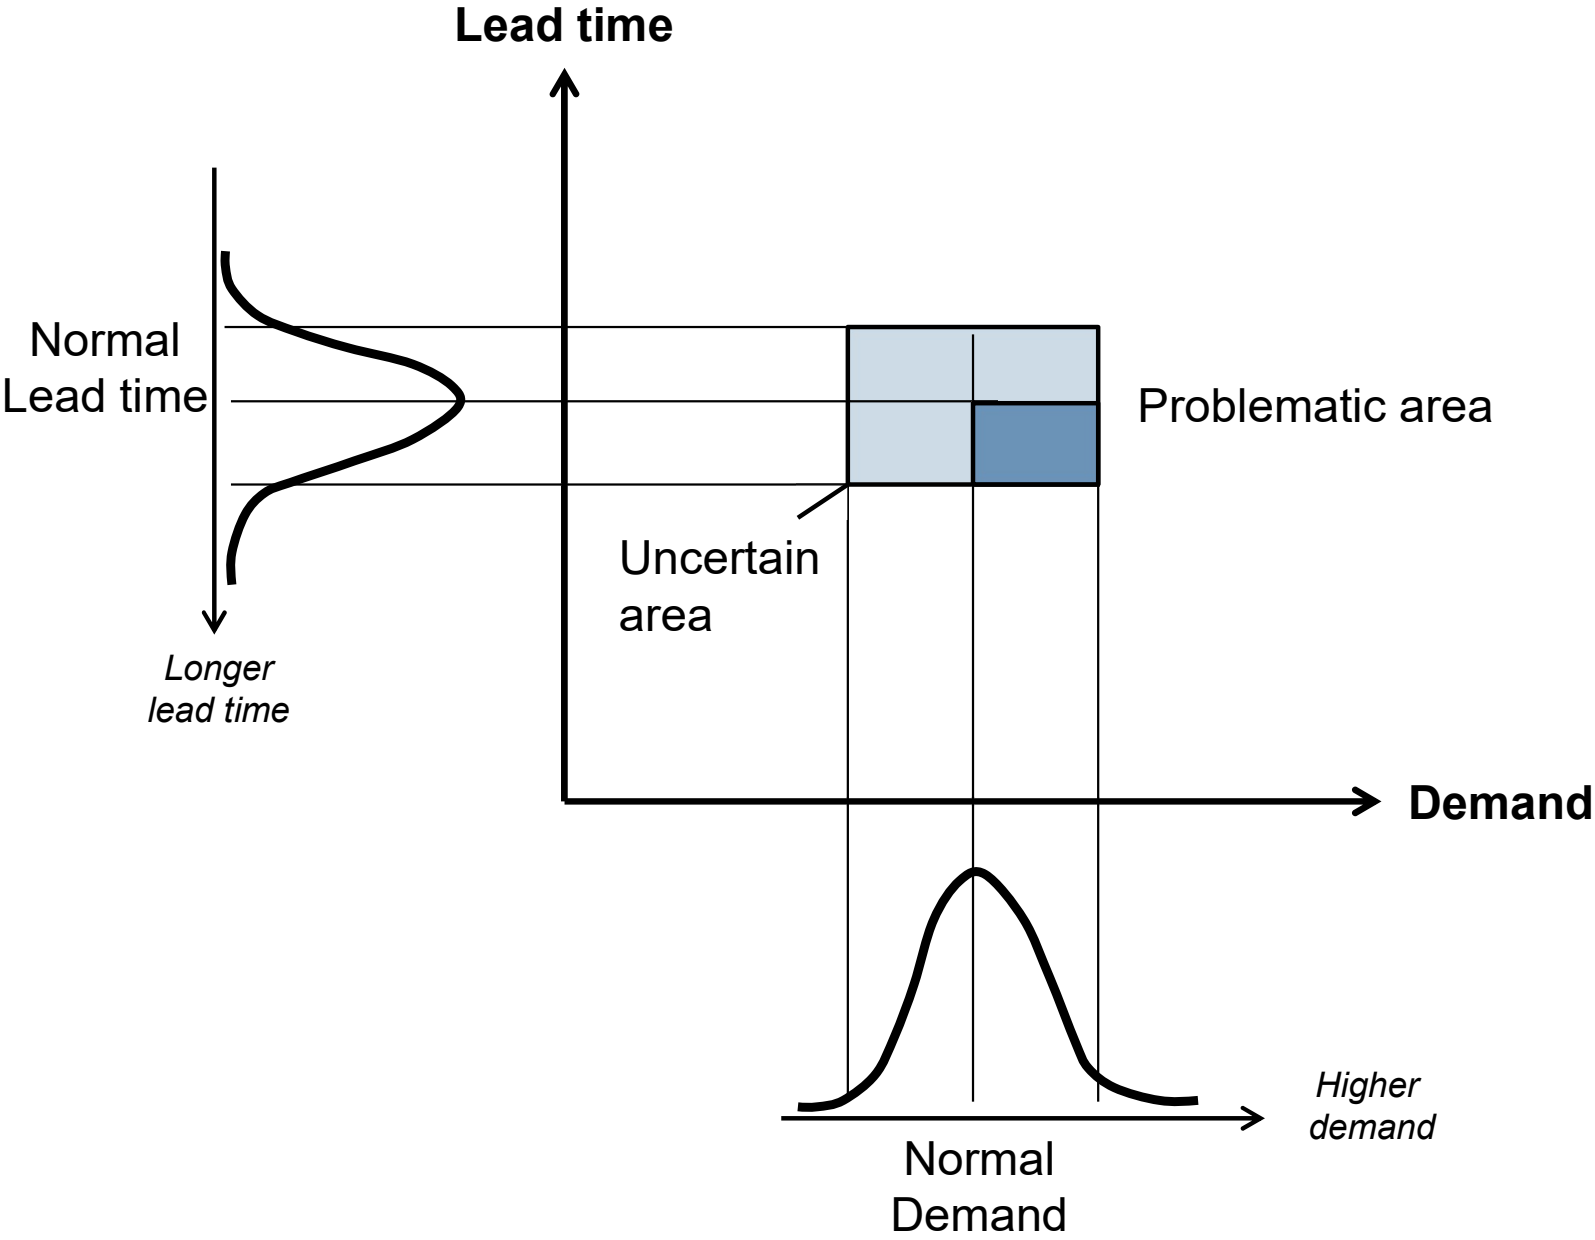 Lead time
Normal
Lead time
Problematic area
Uncertain
area
Longer
lead time
Demand
Higher
demand
Normal
Demand